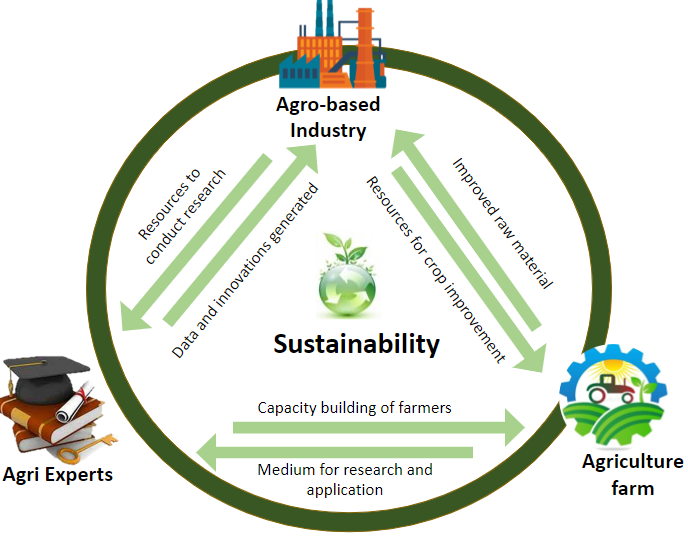 Agro-based
Industry
Resources to
conduct research
Data and innovations generated
Resources for crop improvement
Improved raw material
Sustainability
Capacity building of farmers
Medium for research and
application
Agri Experts
Agriculture
farm